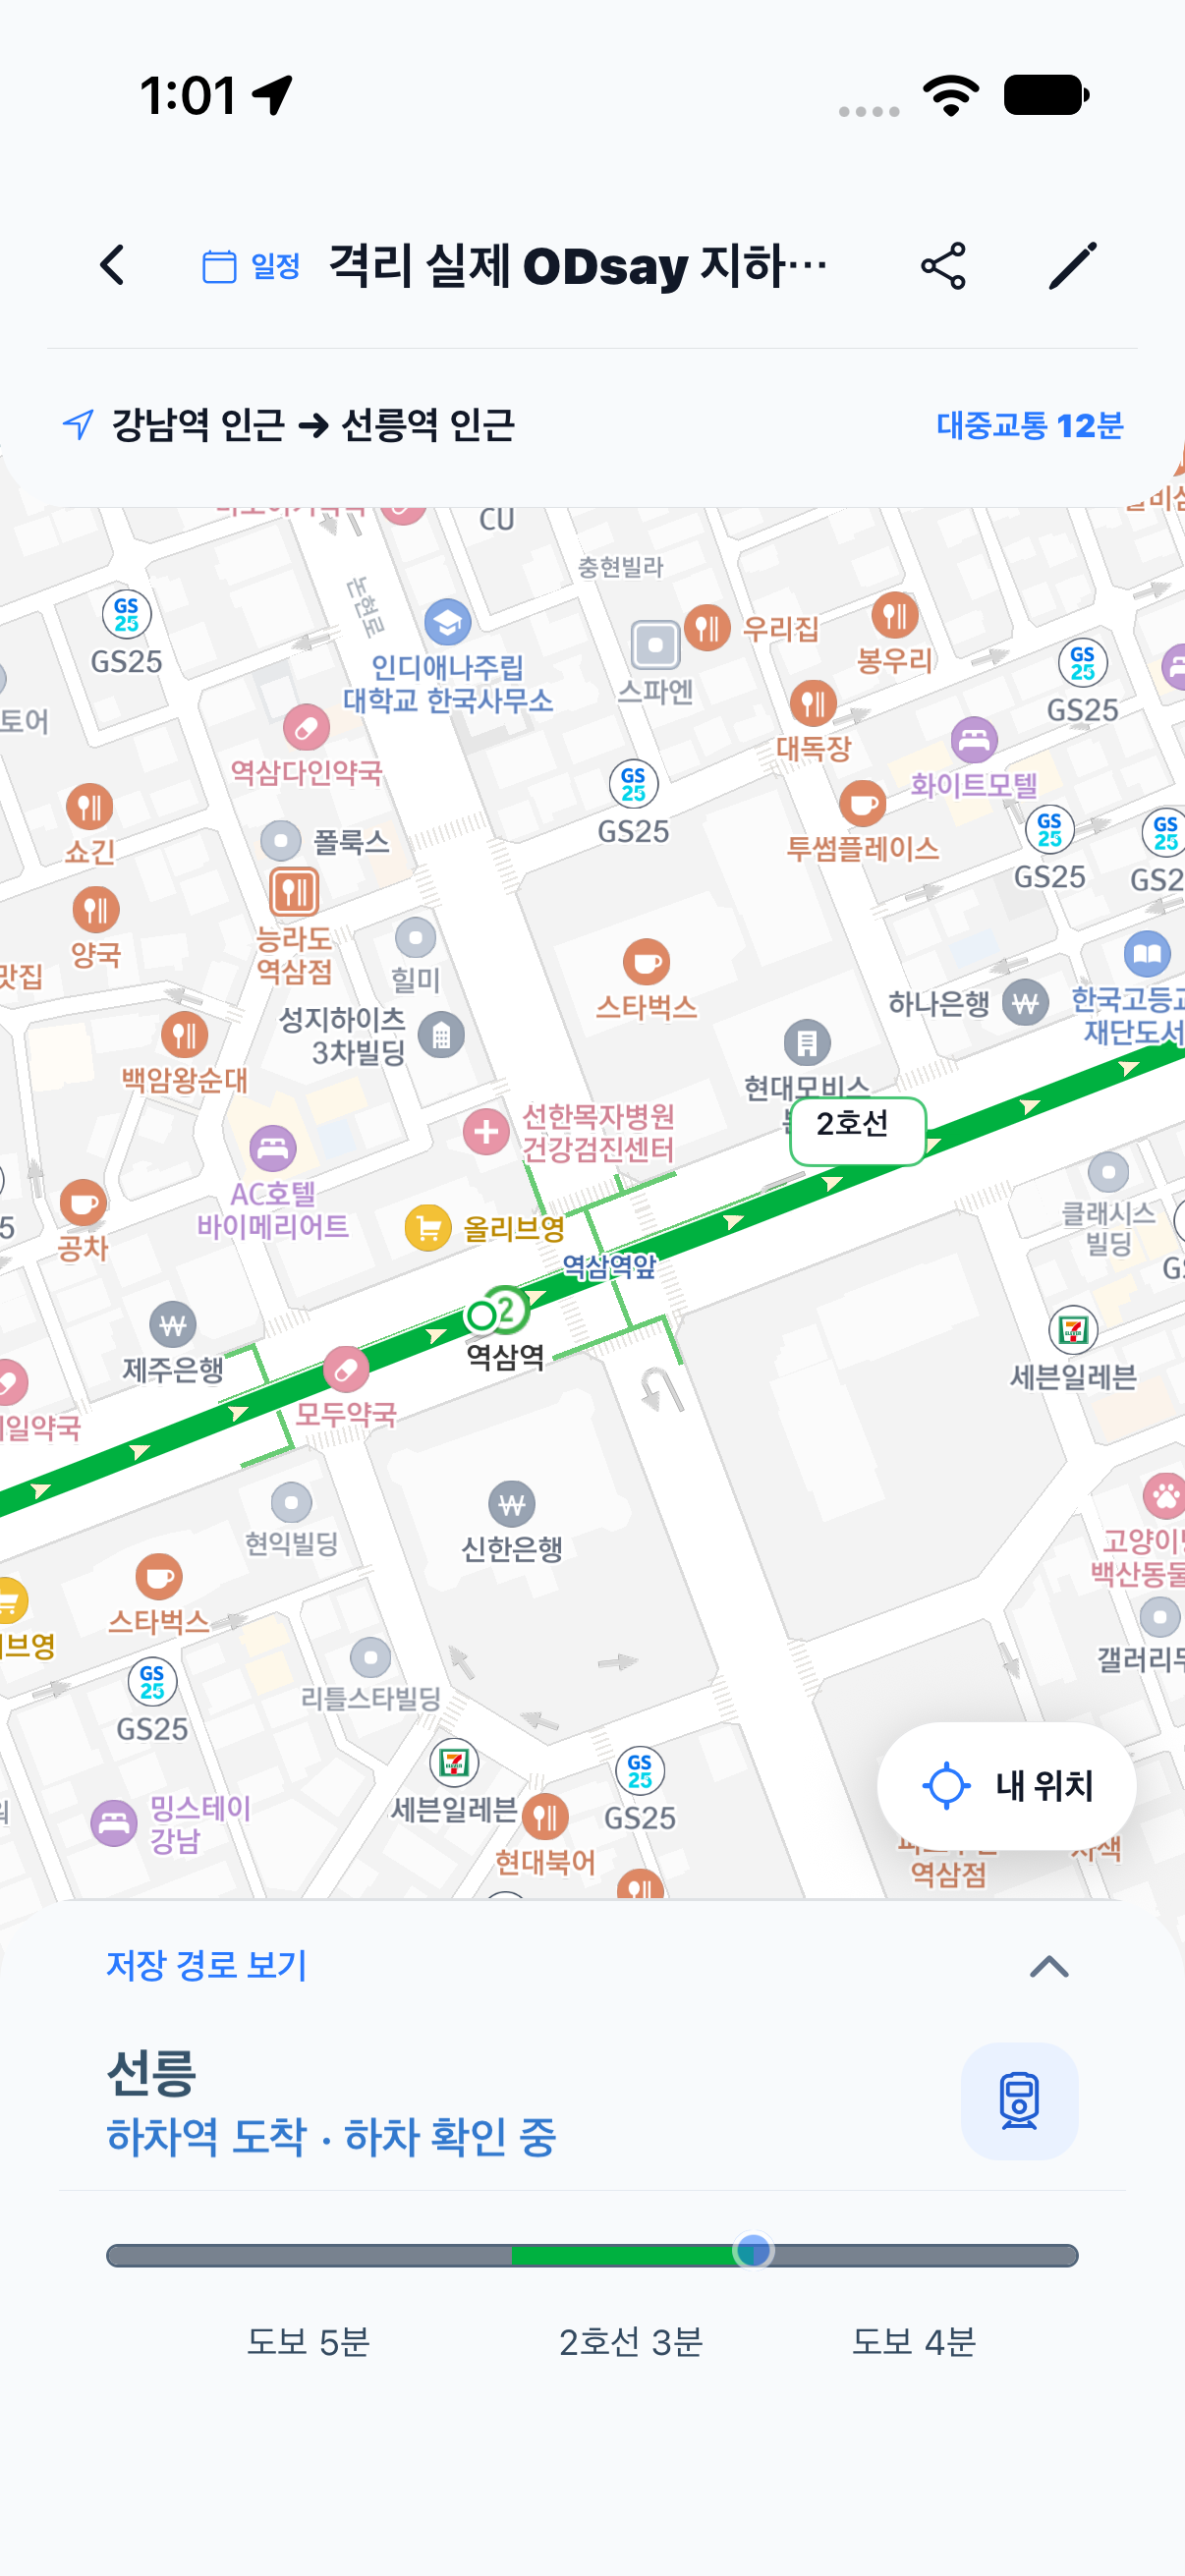 1:01
일정 격리 실제 ODsay 지하…
강남역 인근 → 선릉역 인근
대중교통 12분
CU
충현빌라
GS25
GS25
논현로
인디애나주립
대학교 한국사무소
우리집
봉우리
스파엔
GS25
GS25
토어
역삼다인약국
대독장
화이트모텔
GS25
GS25
쇼긴
폴룩스
투썸플레이스
GS25
GS25
GS25
GS2
양국
능라도
역삼점
힐미
맛집
스타벅스
하나은행
한국고등교
재단도서
성지하이츠
3차빌딩
백암왕순대
현대모비스
2호선
선한목자병원
건강검진센터
AC호텔
바이메리어트
공차
올리브영
클래시스
빌딩
역삼역앞
2
역삼역
제주은행
모두약국
세븐일레븐
일약국
현익빌딩
신한은행
고양이
백산동물
스타벅스
브영
GS25
GS25
리틀스타빌딩
갤러리두
세븐일레븐
GS25
GS25
내 위치
밍스테이
강남
현대북어
역삼점
저장 경로 보기
선릉
하차역 도착 · 하차 확인 중
도보 5분
2호선 3분
도보 4분